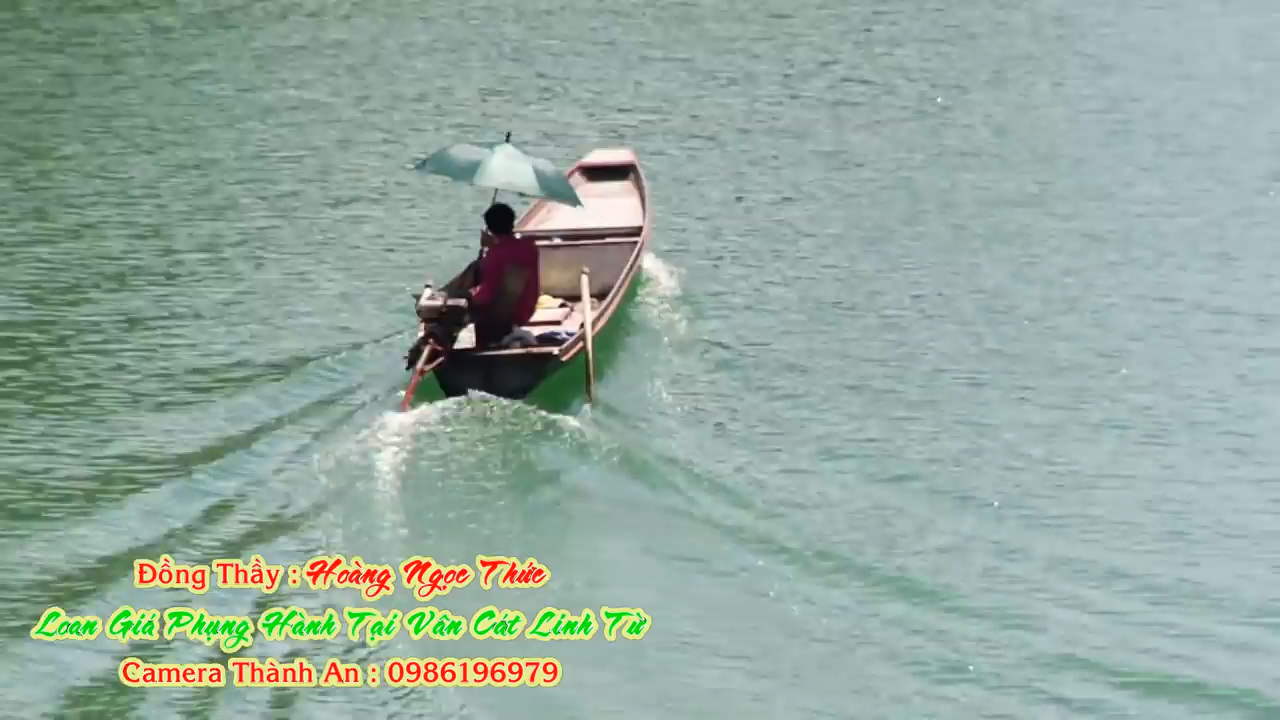 Đồng Thầy : Hoàng Ngọc Thức
Loan Giá Phụng Hành Tại Vân Cát Linh Từ
Camera Thành An : 0986196979